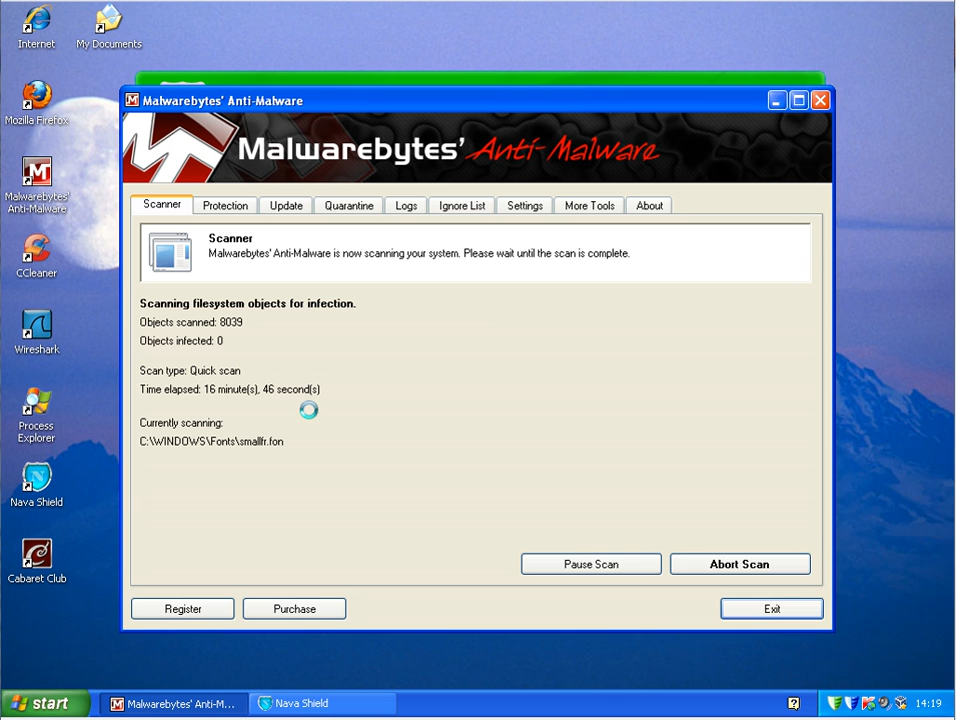 Internet
My Documents
Mozilla Firefox
Malwarebytes'
Anti-Malware
CCleaner
Wireshark
Process
Explorer
Nava Shield
Cabaret Club
Malwarebytes' Anti-Malware
Malwarebytes' Anti-Malware
Scanner
Protection
Update
Quarantine
Logs
Ignore List
Settings
More Tools
About
Scanner
Malwarebytes' Anti-Malware is now scanning your system. Please wait until the scan is complete.
Scanning filesystem objects for infection.
Objects scanned: 8039
Objects infected: 0
Scan type: Quick scan
Time elapsed: 16 minute(s), 46 second(s)
Currently scanning:
C:\WINDOWS\Fonts\smallfr.fon
Pause Scan
Abort Scan
Register
Purchase
Exit
start
Malwarebytes' Anti-M...
Nava Shield
14:19